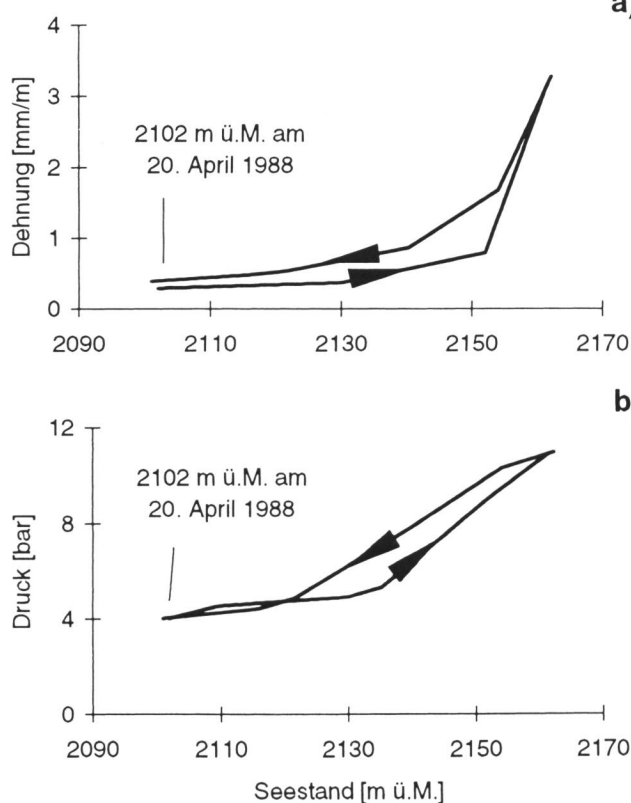 a)
4
3
2
1
0
Dehnung [mm/m]
2102 m ü.M. am
20. April 1988
2090 2110 2130 2150 2170
b
12
8
4
0
Druck [bar]
2102 m ü.M. am
20. April 1988
2090 2110 2130 2150 2170
Seestand [m ü.M.]